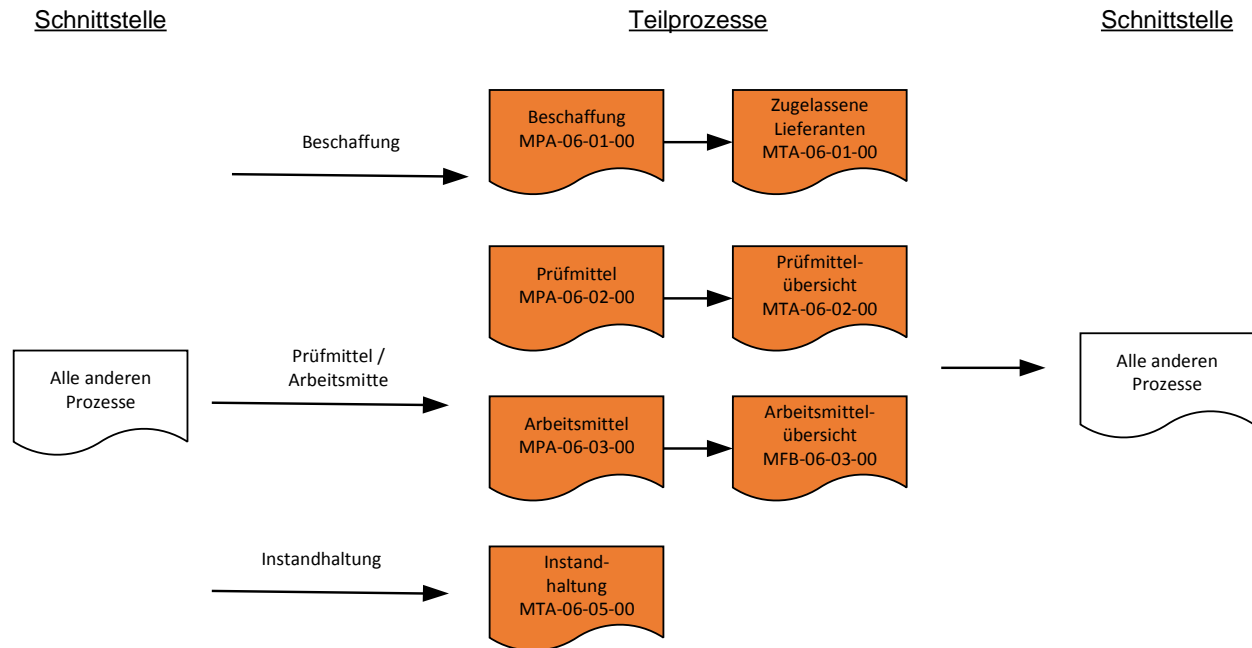 Schnittstelle
Teilprozesse
Schnittstelle
Beschaffung
Beschaffung
MPA-06-01-00
Zugelassene
Lieferanten
MTA-06-01-00
Prüfmittel
MPA-06-02-00
Prüfmittel-
übersicht
MTA-06-02-00
Alle anderen
Prozesse
Prüfmittel /
Arbeitsmitte
Arbeitsmittel
MPA-06-03-00
Arbeitsmittel-
übersicht
MFB-06-03-00
Alle anderen
Prozesse
Instandhaltung
Instand-
haltung
MTA-06-05-00